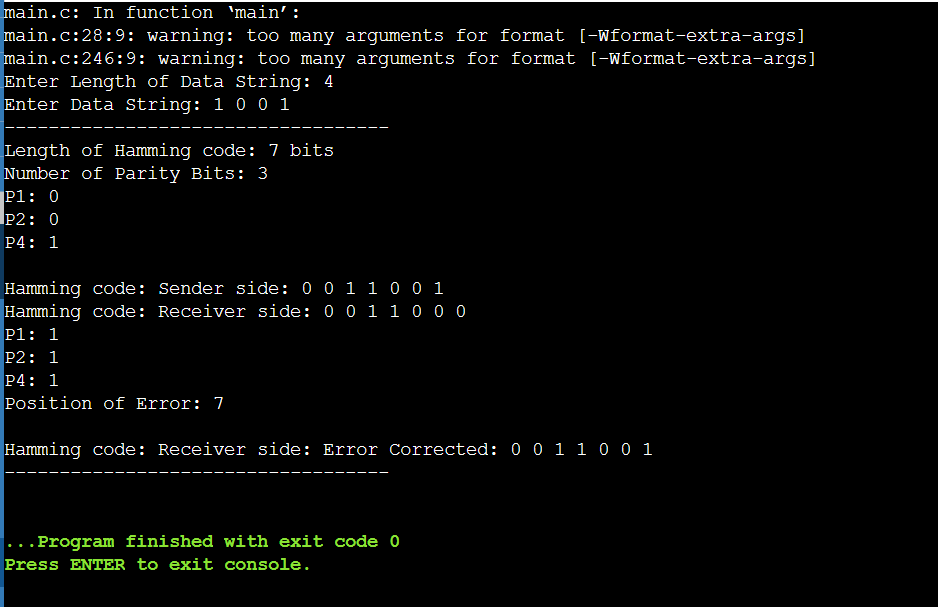 main.c: In function ‘main’:
main.c:28:9: warning: too many arguments for format [-Wformat-extra-args]
main.c:246:9: warning: too many arguments for format [-Wformat-extra-args]
Enter Length of Data String: 4
Enter Data String: 1 0 0 1
-----------------------------------
Length of Hamming code: 7 bits
Number of Parity Bits: 3
P1: 0
P2: 0
P4: 1
Hamming code: Sender side: 0 0 1 1 0 0 1
Hamming code: Receiver side: 0 0 1 1 0 0 0
P1: 1
P2: 1
P4: 1
Position of Error: 7
Hamming code: Receiver side: Error Corrected: 0 0 1 1 0 0 1
-----------------------------------
...Program finished with exit code 0
Press ENTER to exit console.